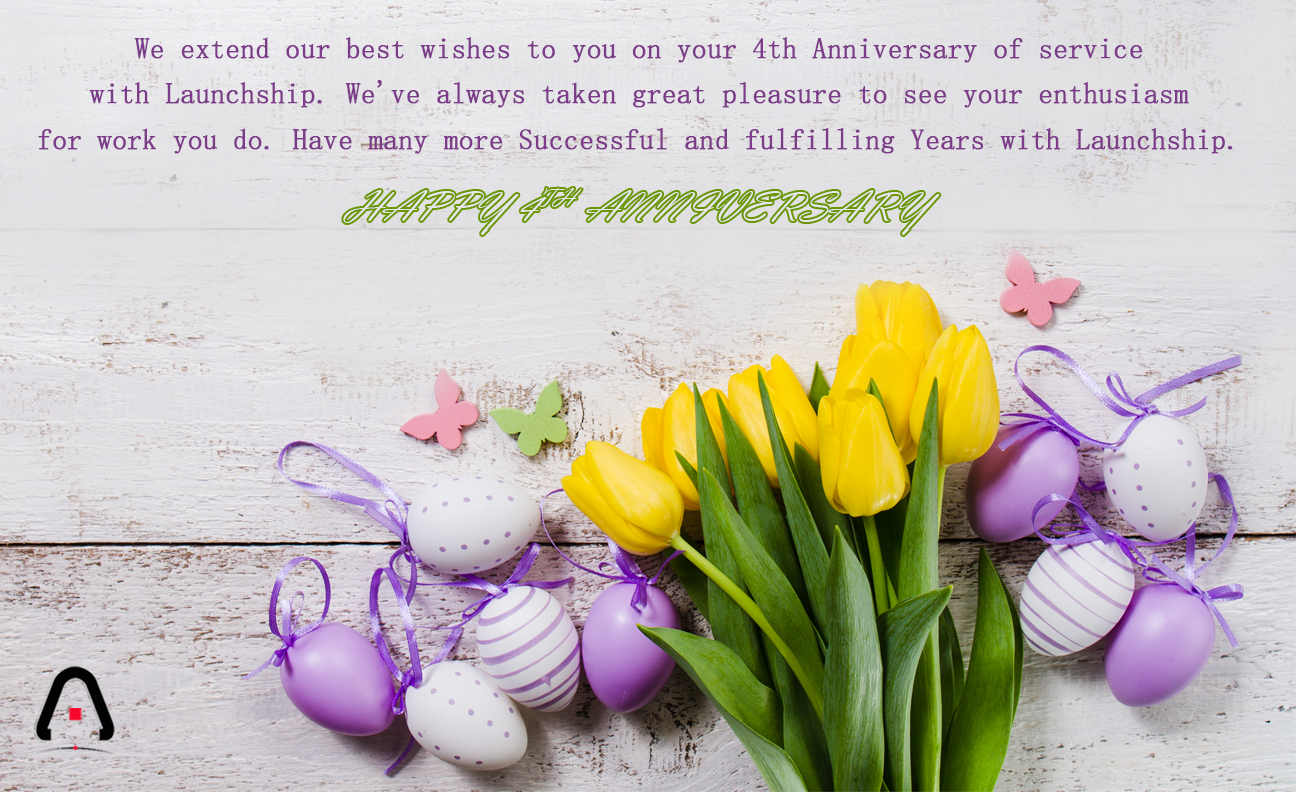 We extend our best wishes to you on your 4th Anniversary of service
with Launchship. We've always taken great pleasure to see your enthusiasm
for work you do. Have many more Successful and fulfilling Years with Launchship.
HAPPY 4TH ANNIVERSARY